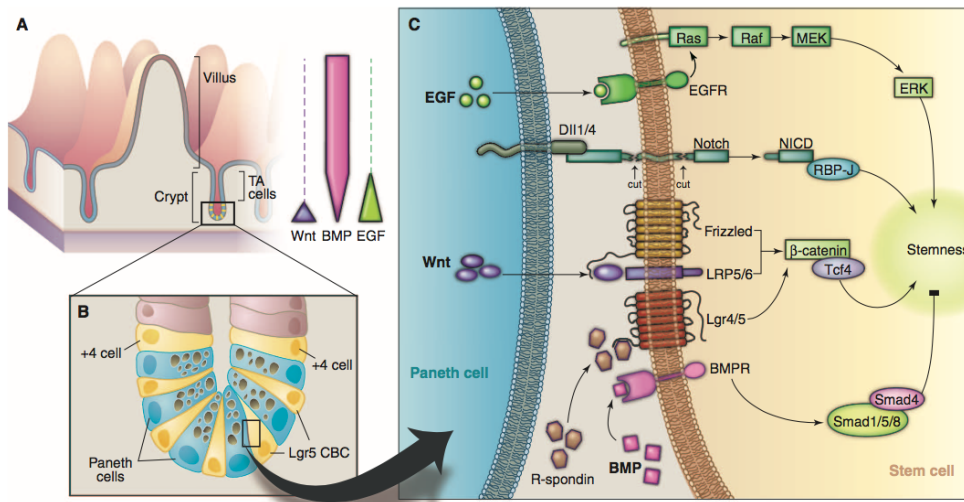 A
Villus
Crypt
TA
cells
Wnt
BMP
EGF
B
+4 cell
+4 cell
Paneth
cells
Lgr5 CBC
C
Ras
Raf
MEK
EGF
EGFR
ERK
Dll1/4
Notch
NICD
RBP-J
cut
cut
Frizzled
Wnt
LRP5/6
β-catenin
Tcf4
Stemness
Lgr4/5
Paneth cell
BMPR
Smad4
Smad1/5/8
R-spondin
BMP
Stem cell